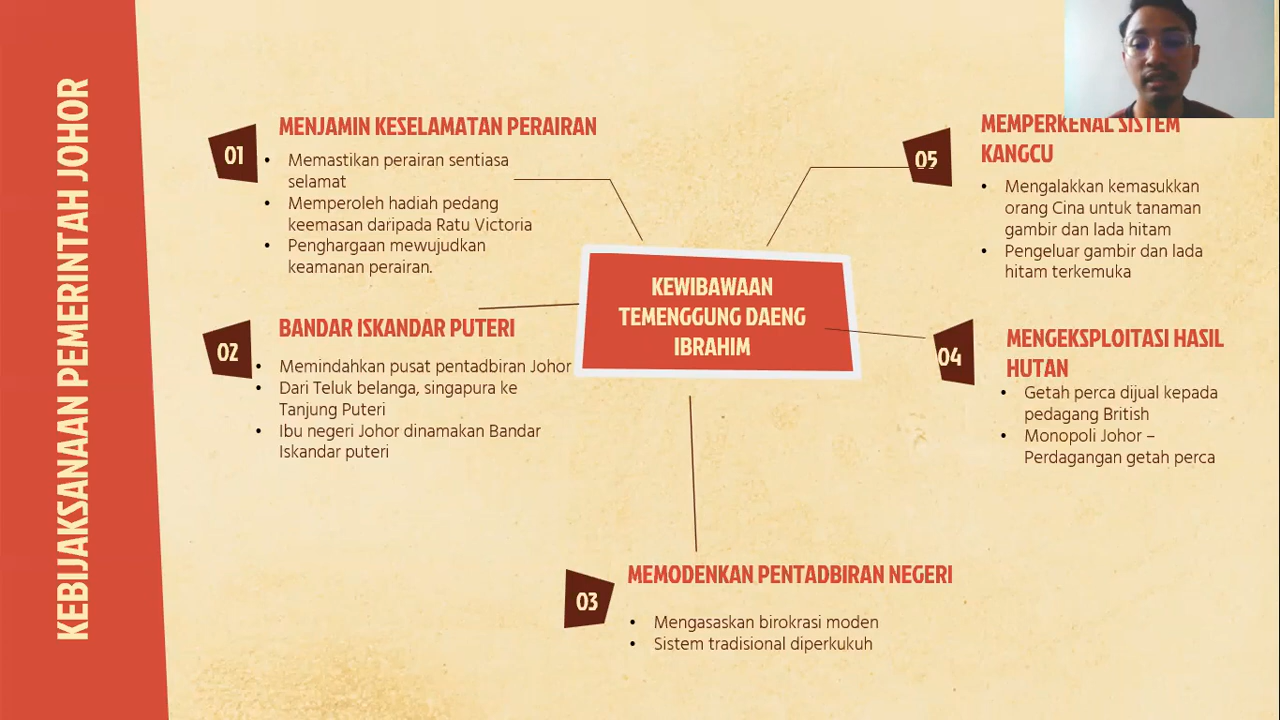 KEBIJAKSANAAN PEMERINTAH JOHOR
01
MENJAMIN KESELAMATAN PERAIRAN
• Memastikan perairan sentiasa
selamat
• Memperoleh hadiah pedang
keemasan daripada Ratu Victoria
• Penghargaan mewujudkan
keamanan perairan.
02
BANDAR ISKANDAR PUTERI
• Memindahkan pusat pentadbiran Johor
• Dari Teluk belanga, singapura ke
Tanjung Puteri
• Ibu negeri Johor dinamakan Bandar
Iskandar puteri
KEWIBAWAAN
TEMENGGUNG DAENG
IBRAHIM
03
MEMODENKAN PENTADBIRAN NEGERI
• Mengasaskan birokrasi moden
• Sistem tradisional diperkukuh
04
MENGEKSPLOITASI HASIL
HUTAN
• Getah perca dijual kepada
pedagang British
• Monopoli Johor –
Perdagangan getah perca
05
MEMPERKENAL SISTEM
KANGCU
• Mengalakkan kemasukkan
orang Cina untuk tanaman
gambir dan lada hitam
• Pengeluar gambir dan lada
hitam terkemuka